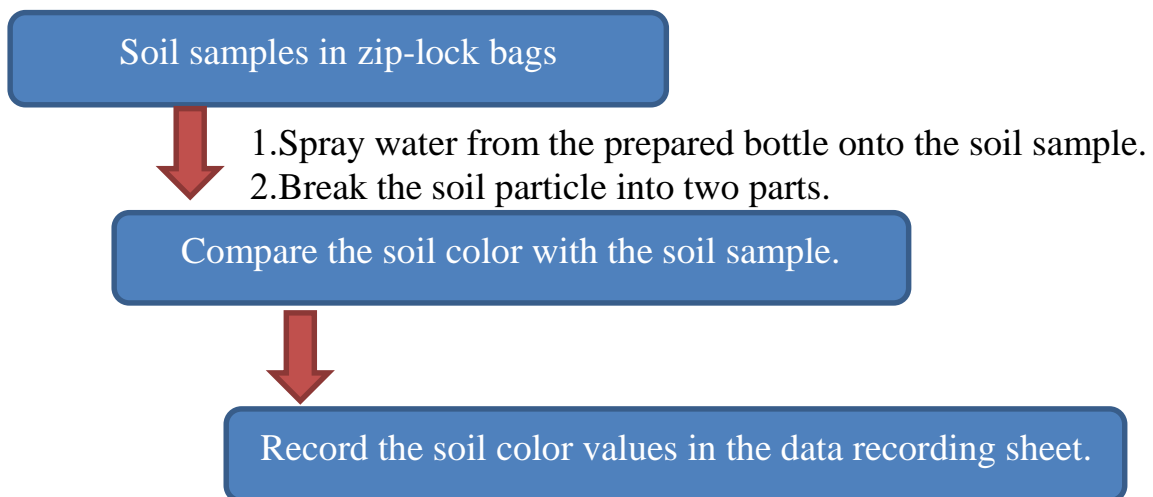 Soil samples in zip-lock bags
1.Spray water from the prepared bottle onto the soil sample.
2.Break the soil particle into two parts.
Compare the soil color with the soil sample.
Record the soil color values in the data recording sheet.